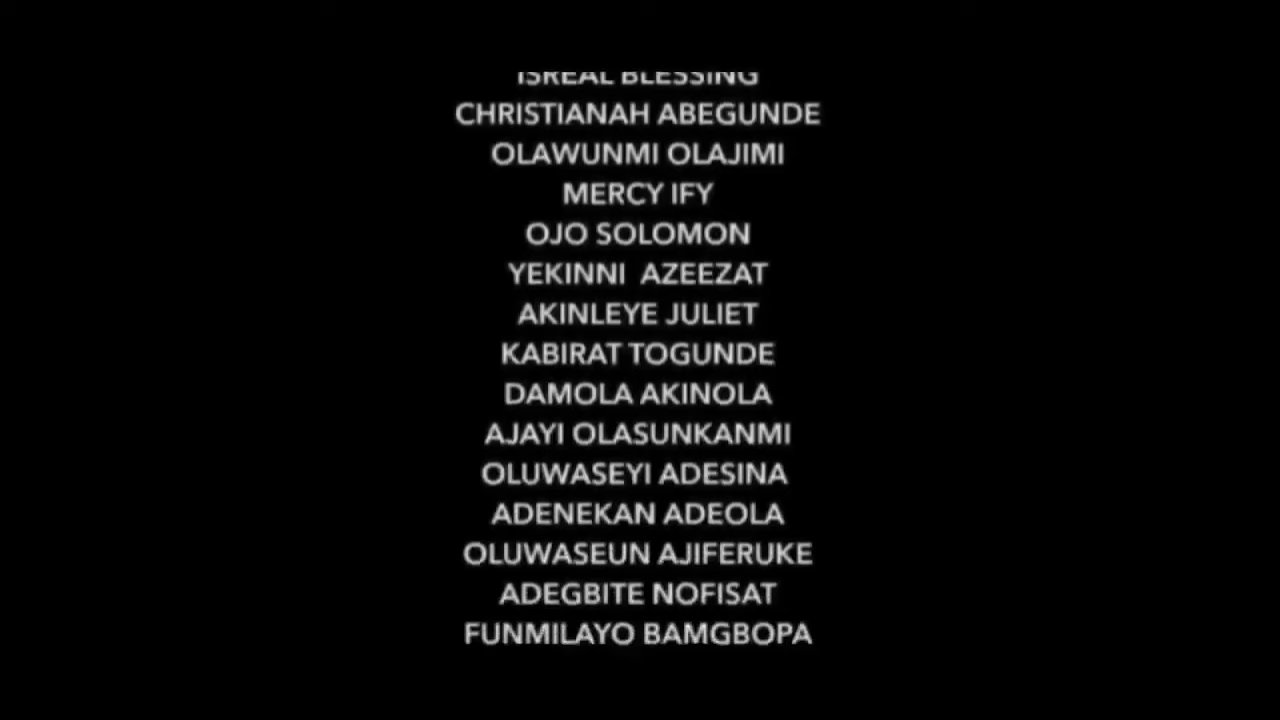 ISREAL BLESSING
CHRISTIANAH ABEGUNDE
OLAWUNMI OLAJIMI
MERCY IFY
OJO SOLOMON
YEKINNI  AZEEZAT
AKINLEYE JULIET
KABIRAT TOGUNDE
DAMOLA AKINOLA
AJAYI OLASUNKANMI
OLUWASEYI ADESINA
ADENEKAN ADEOLA
OLUWASEUN AJIFERUKE
ADEGBITE NOFISAT
FUNMILAYO BAMGBOPA